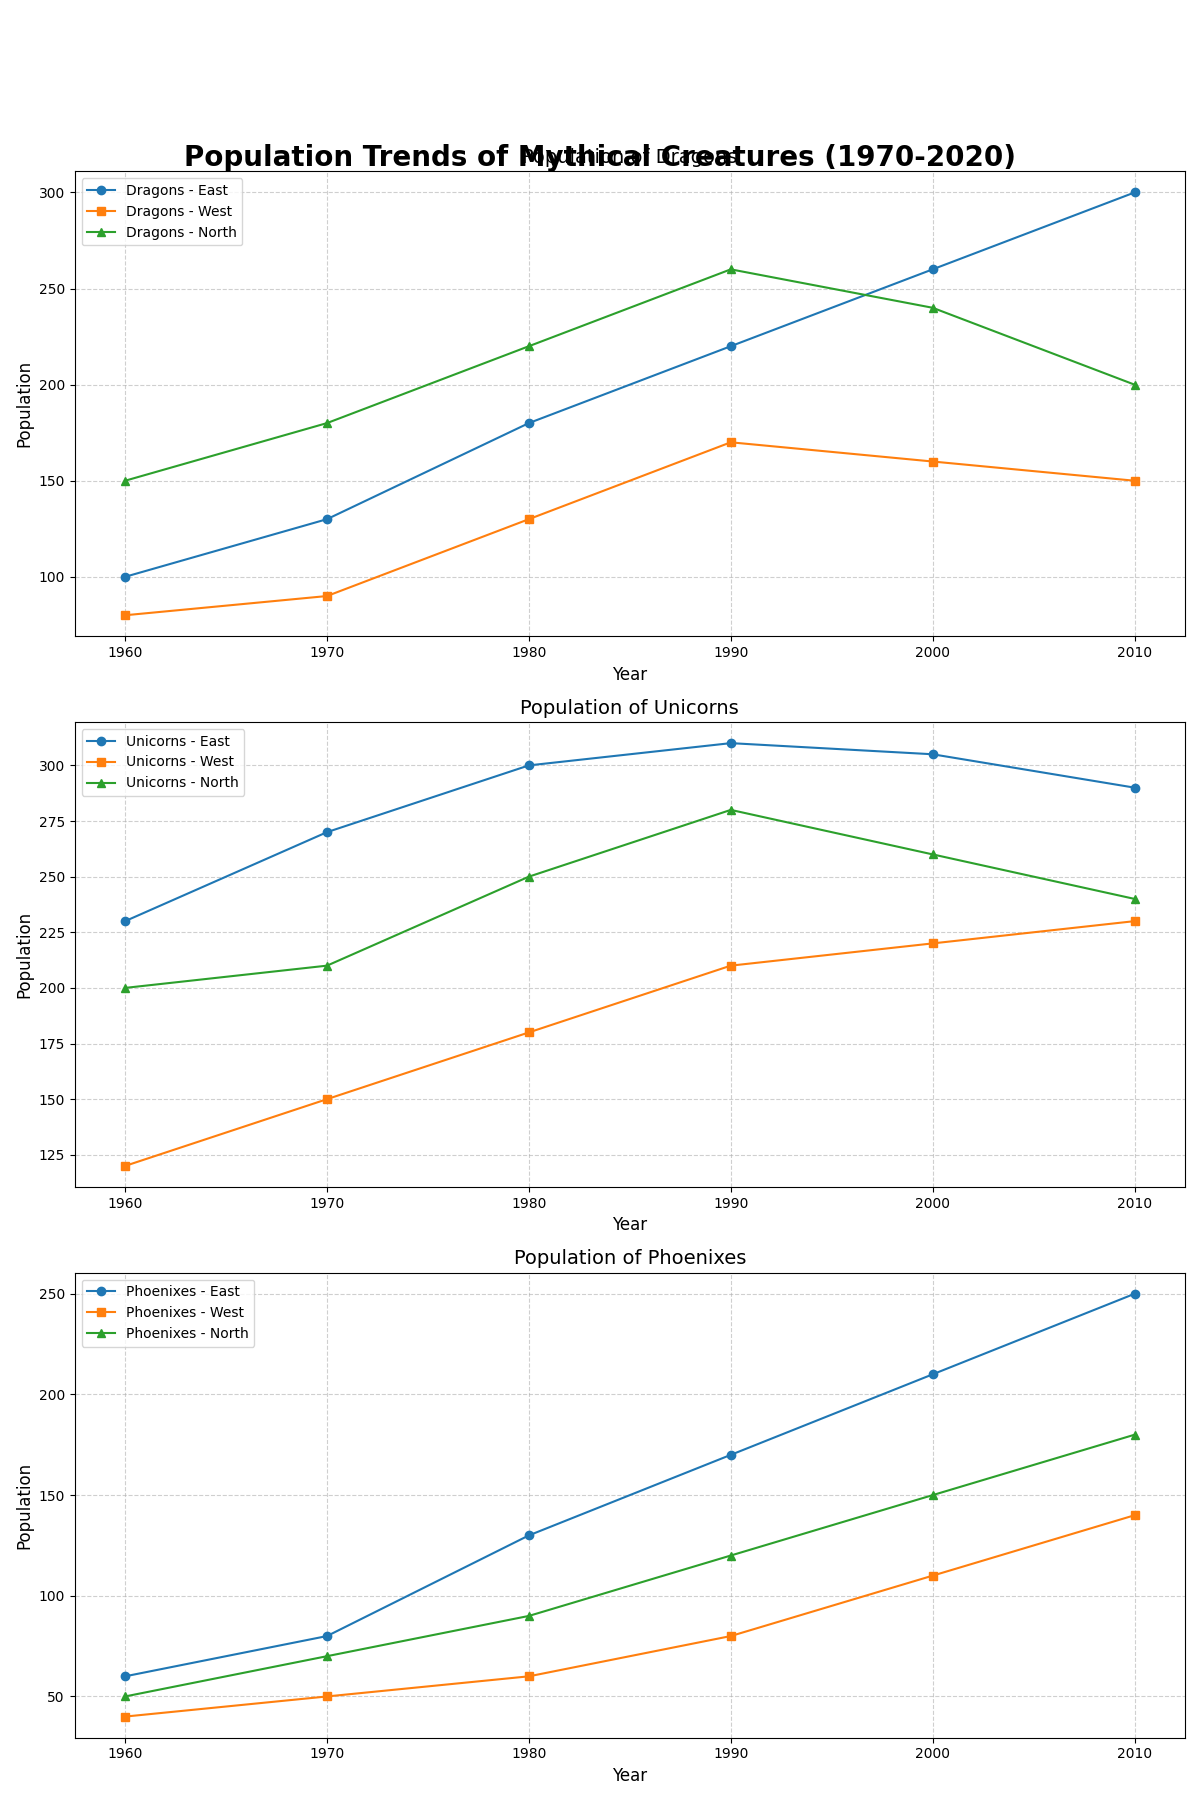 Population Trends of Mythical Creatures (1970-2020)
Population of Dragons
Dragons - East
Dragons - West
Dragons - North
300
250
200
150
100
Population
1960 1970 1980 1990 2000 2010
Year
Population of Unicorns
Unicorns - East
Unicorns - West
Unicorns - North
300
275
250
225
200
175
150
125
Population
1960 1970 1980 1990 2000 2010
Year
Population of Phoenixes
Phoenixes - East
Phoenixes - West
Phoenixes - North
250
200
150
100
50
Population
1960 1970 1980 1990 2000 2010
Year